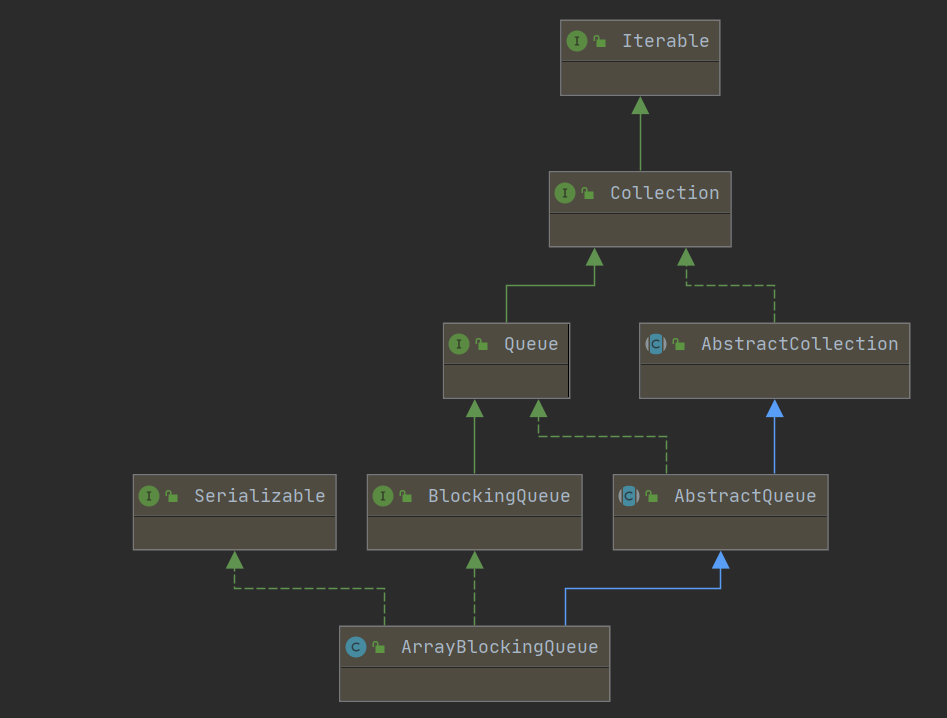 I Iterable
I Collection
I Queue
C AbstractCollection
I Serializable
I BlockingQueue
C AbstractQueue
C ArrayBlockingQueue